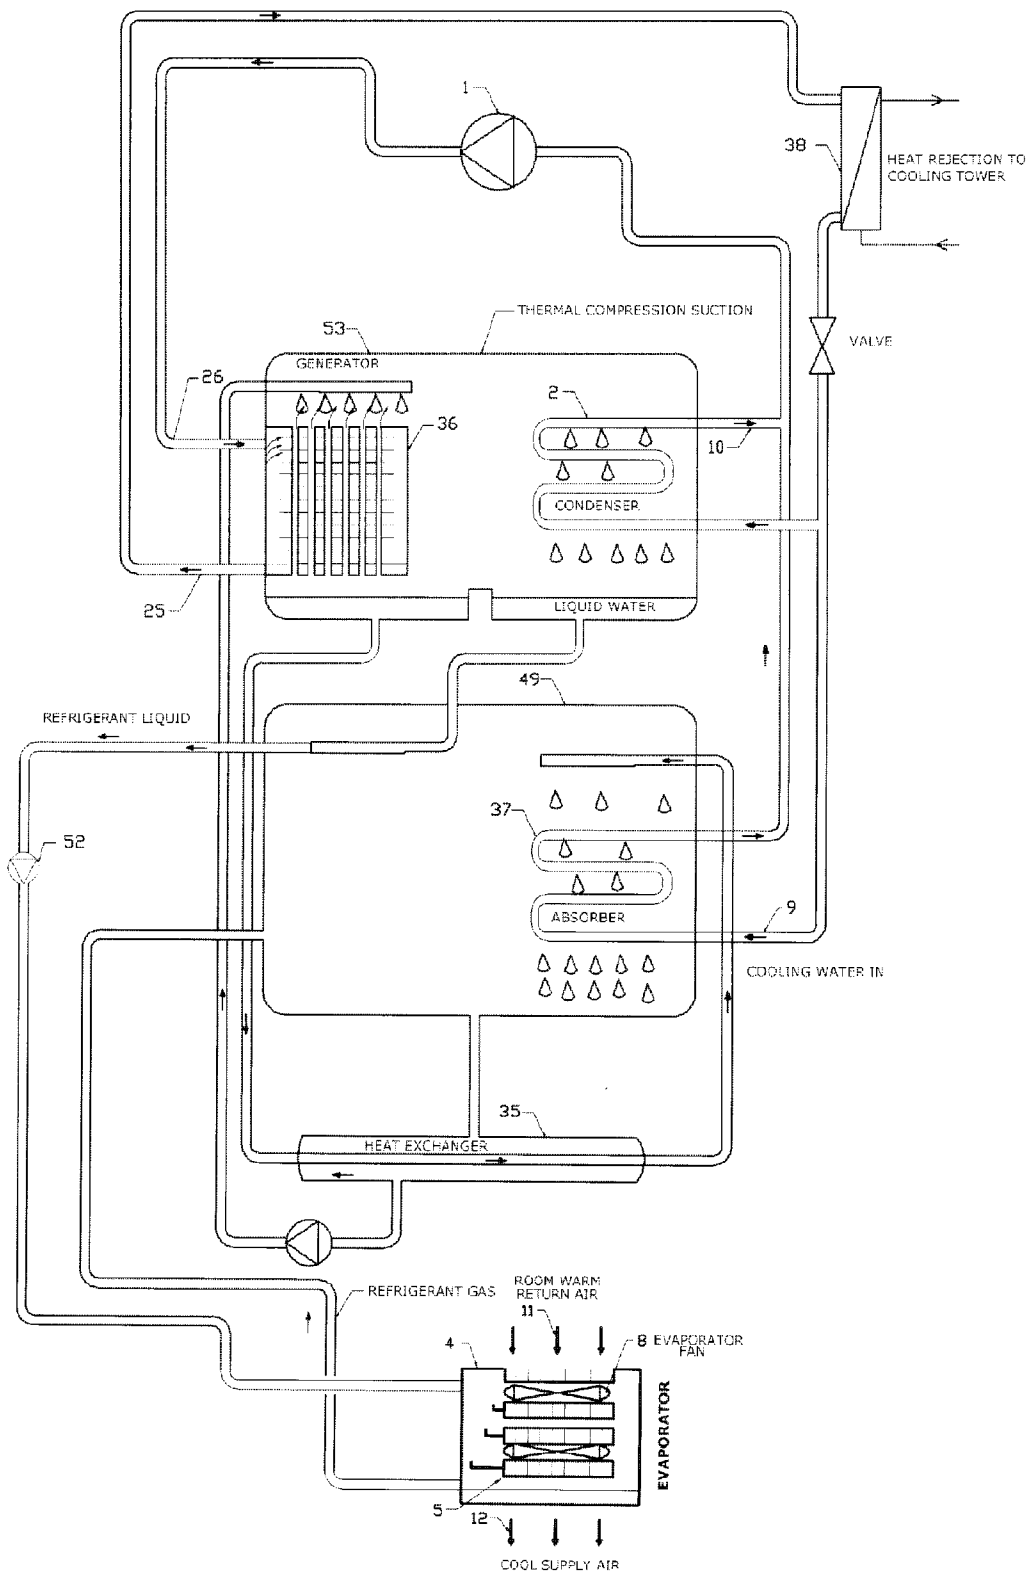 1
38
HEAT REJECTION TO
COOLING TOWER
THERMAL COMPRESSION SUCTION
VALVE
53
GENERATOR
26
2
36
10
CONDENSER
25
LIQUID WATER
49
REFRIGERANT LIQUID
37
52
9
ABSORBER
COOLING WATER IN
35
HEAT EXCHANGER
REFRIGERANT GAS
ROOM WARM
RETURN AIR
11
4
8 EVAPORATOR
FAN
EVAPORATOR
5
12
COOL SUPPLY AIR